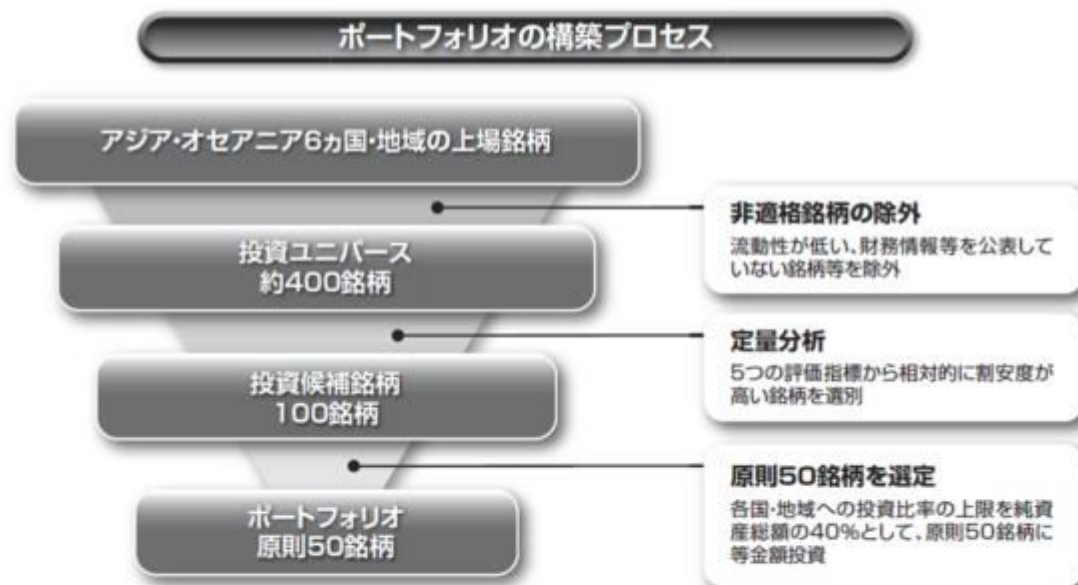 ポートフォリオの構築プロセス
アジア・オセアニア6ヵ国・地域の上場銘柄
非適格銘柄の除外
流動性が低い、財務情報等を公表して
いない銘柄等を除外
投資ユニバース
約400銘柄
定量分析
5つの評価指標から相対的に割安度が
高い銘柄を選別
投資候補銘柄
100銘柄
原則50銘柄を選定
各国・地域への投資比率の上限を純資
産総額の40%として、原則50銘柄に
等金額投資
ポートフォリオ
原則50銘柄